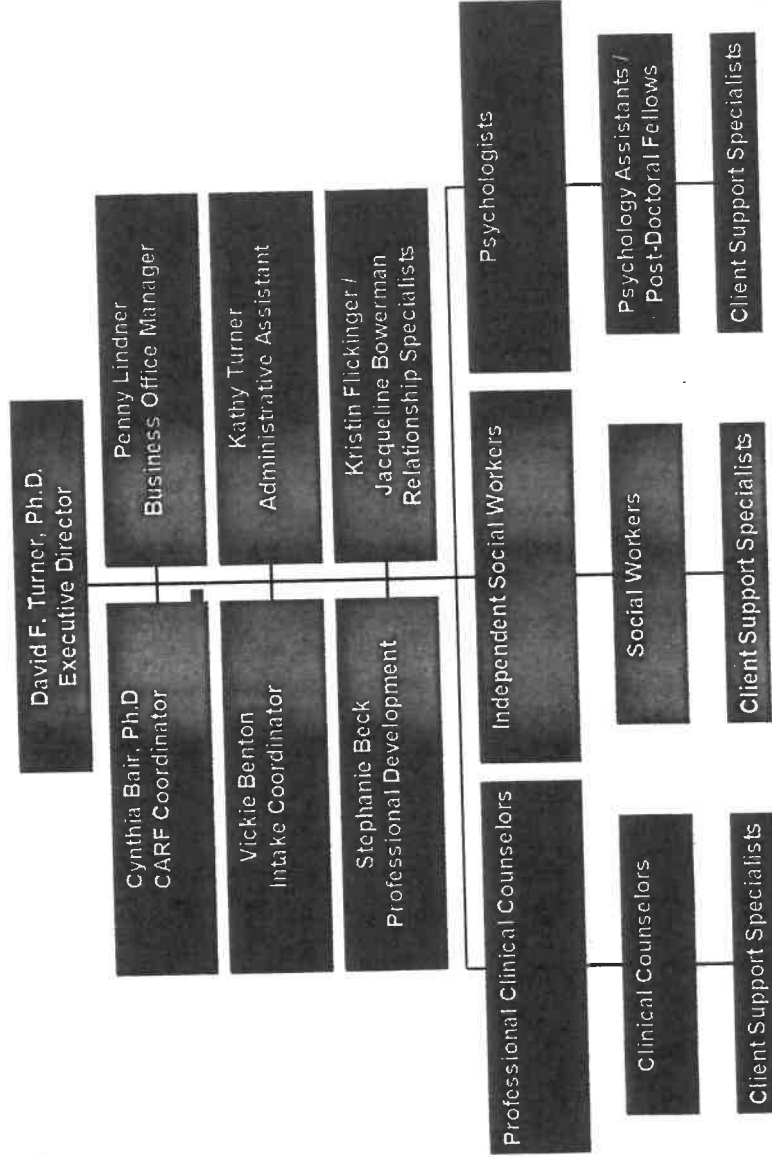 David F. Turner, Ph.D.
Executive Director
Cynthia Bair, Ph.D
CARF Coordinator
Penny Lindner
Business Office Manager
Vickie Benton
Intake Coordinator
Kathy Turner
Administrative Assistant
Stephanie Beck
Professional Development
Kristin Flickinger /
Jacqueline Bowerman
Relationship Specialists
Professional Clinical Counselors
Independent Social Workers
Psychologists
Clinical Counselors
Social Workers
Psychology Assistants /
Post-Doctoral Fellows
Client Support Specialists
Client Support Specialists
Client Support Specialists